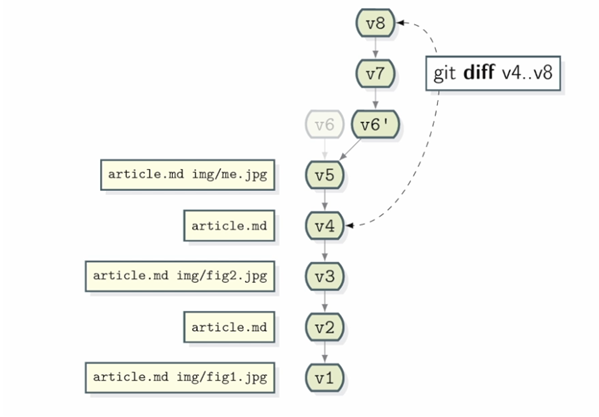 v8
v7
git diff v4..v8
v6
v6'
article.md img/me.jpg
v5
article.md
v4
article.md img/fig2.jpg
v3
article.md
v2
article.md img/fig1.jpg
v1